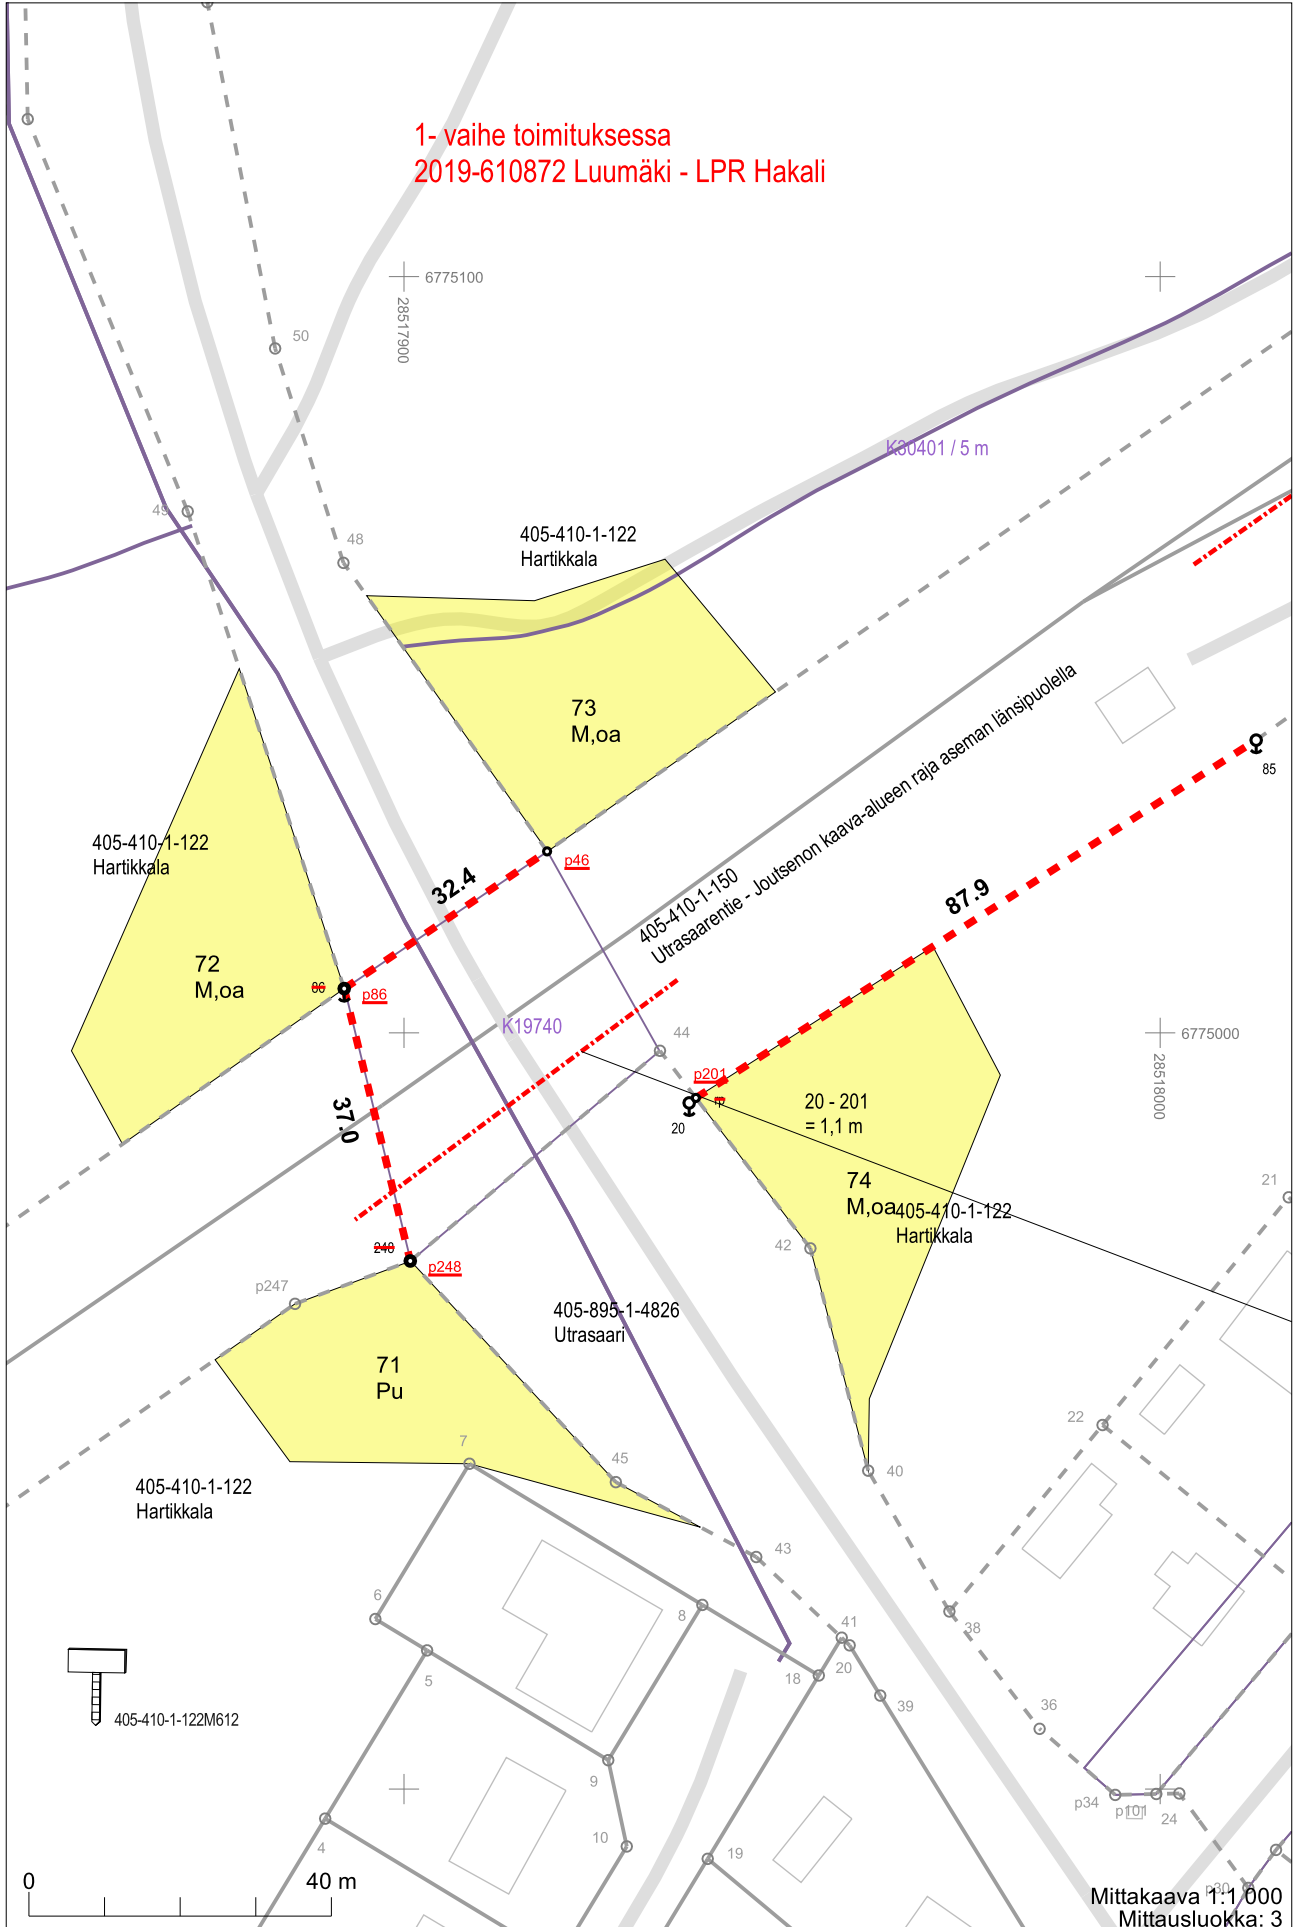 1- vaihe toimituksessa
2019-610872 Luumäki - LPR Hakali
6775100
28517900
50
K30401 / 5 m
49
48
405-410-1-122
Hartikkala
73
M,oa
405-410-1-150
Utrasaarentie - Joutsenon kaava-alueen raja aseman länsipuolella
85
405-410-1-122
Hartikkala
32.4
p46
87.9
72
M,oa
86
p86
K19740
44
6775000
28518000
p201
20
20 - 201
= 1,1 m
37.0
74
M,oa
405-410-1-122
Hartikkala
21
42
248
p248
p247
405-895-1-4826
Utrasaari
71
Pu
22
7
45
40
405-410-1-122
Hartikkala
43
6
8
41
38
5
18
20
39
36
405-410-1-122M612
9
p34
p101
24
4
10
19
0
40 m
p30
Mittakaava 1:1 000
Mittausluokka: 3